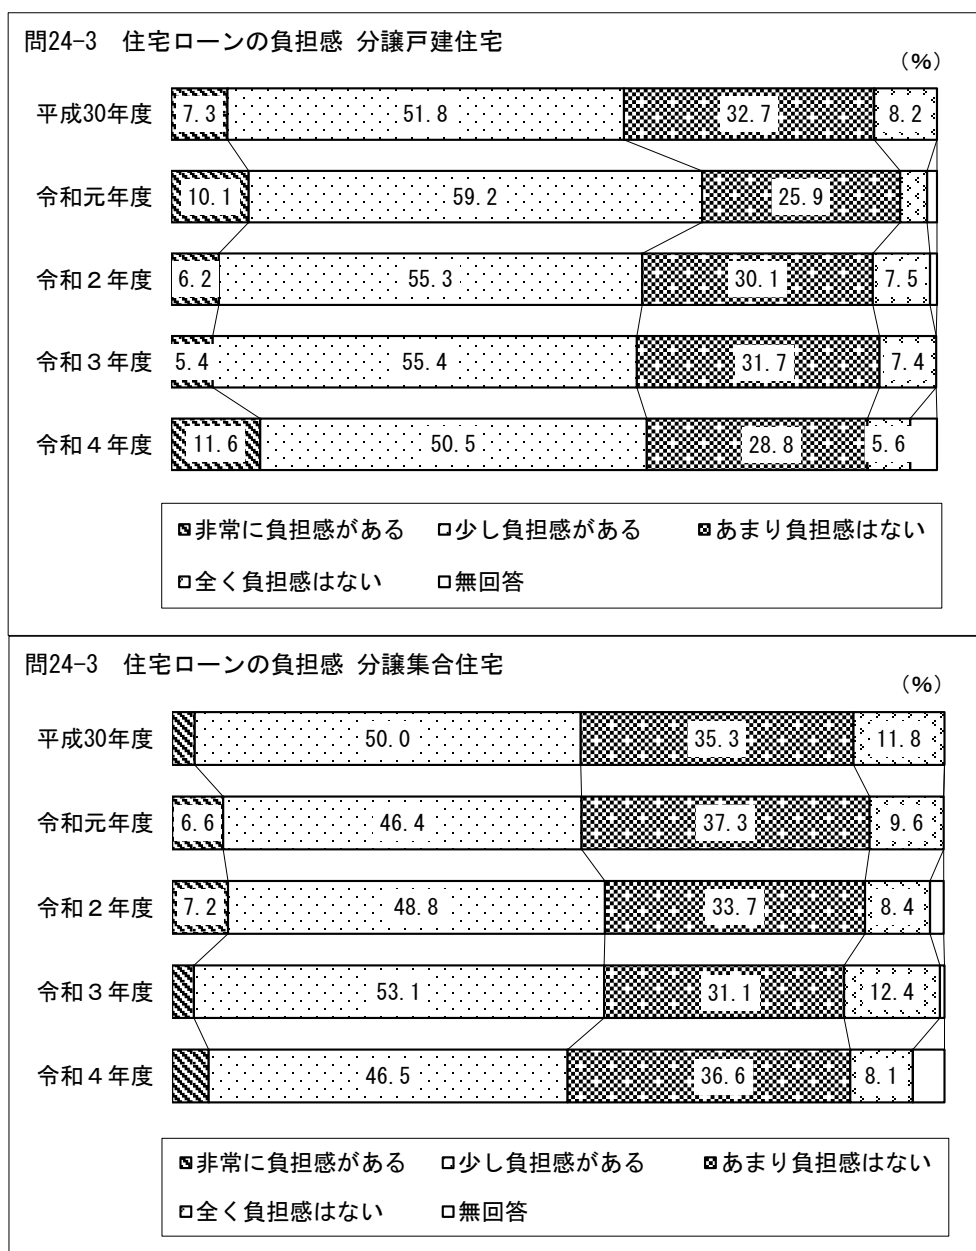 問24-3 住宅ローンの負担感 分譲戸建住宅
(%)
平成30年度 7.3 51.8 32.7 8.2
令和元年度 10.1 59.2 25.9
令和２年度 6.2 55.3 30.1 7.5
令和３年度 5.4 55.4 31.7 7.4
令和４年度 11.6 50.5 28.8 5.6
非常に負担感がある 少し負担感がある あまり負担感はない
全く負担感はない 無回答
問24-3 住宅ローンの負担感 分譲集合住宅
(%)
平成30年度 50.0 35.3 11.8
令和元年度 6.6 46.4 37.3 9.6
令和２年度 7.2 48.8 33.7 8.4
令和３年度 53.1 31.1 12.4
令和４年度 46.5 36.6 8.1
非常に負担感がある 少し負担感がある あまり負担感はない
全く負担感はない 無回答